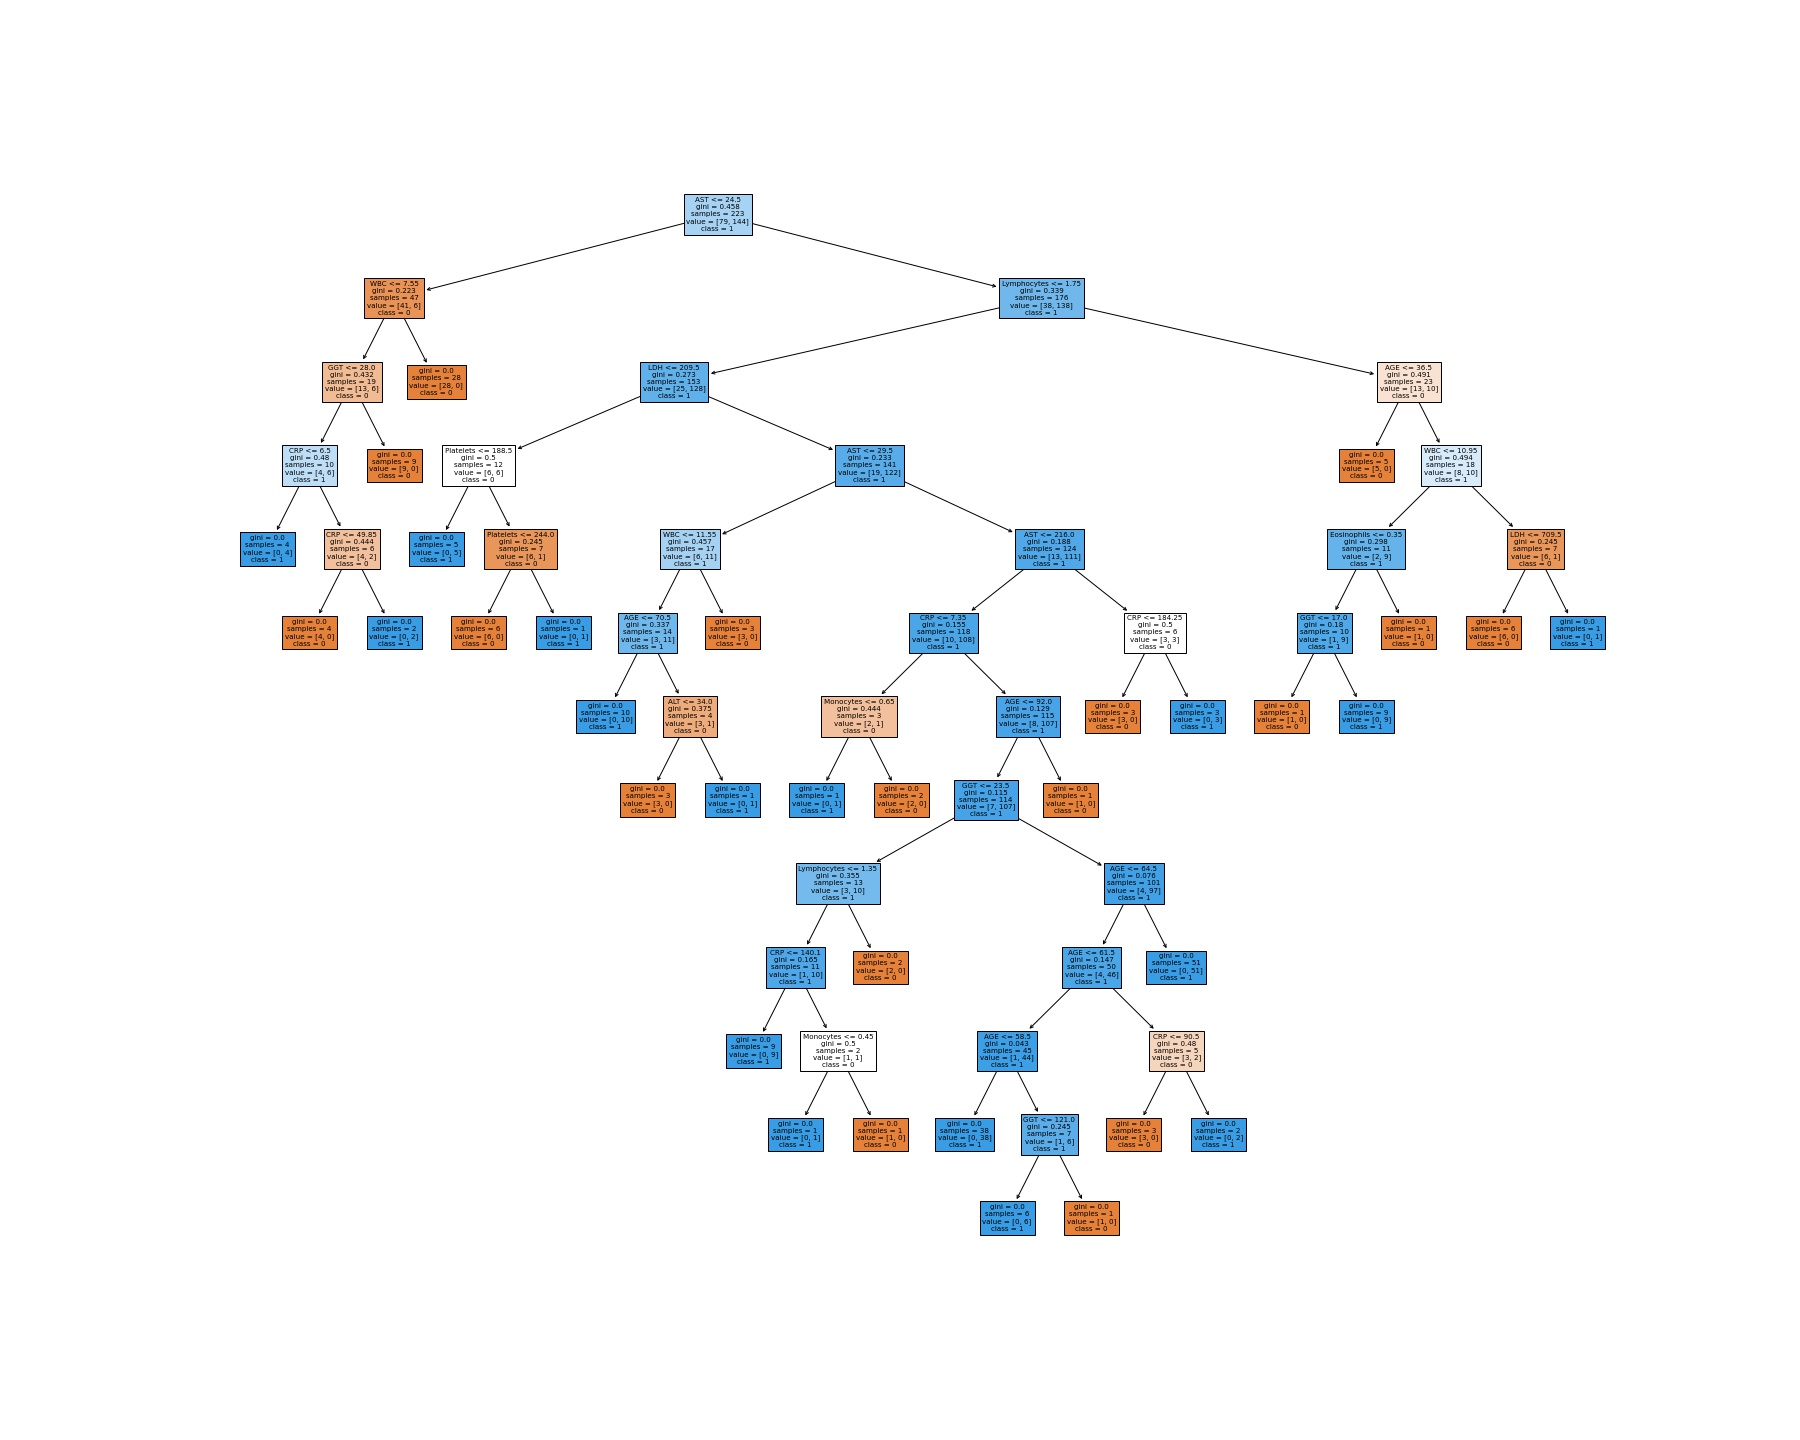 AST <= 24.5
gini = 0.458
samples = 223
value = [79, 144]
class = 1
WBC <= 7.55
gini = 0.223
samples = 47
value = [41, 6]
class = 0
Lymphocytes <= 1.75
gini = 0.339
samples = 176
value = [38, 138]
class = 1
GGT <= 28.0
gini = 0.432
samples = 19
value = [13, 6]
class = 0
gini = 0.0
samples = 28
value = [28, 0]
class = 0
LDH <= 209.5
gini = 0.273
samples = 153
value = [25, 128]
class = 1
AGE <= 36.5
gini = 0.491
samples = 23
value = [13, 10]
class = 0
CRP <= 6.5
gini = 0.48
samples = 10
value = [4, 6]
class = 1
gini = 0.0
samples = 9
value = [9, 0]
class = 0
Platelets <= 188.5
gini = 0.5
samples = 12
value = [6, 6]
class = 0
AST <= 29.5
gini = 0.233
samples = 141
value = [19, 122]
class = 1
gini = 0.0
samples = 5
value = [5, 0]
class = 0
WBC <= 10.95
gini = 0.494
samples = 18
value = [8, 10]
class = 1
gini = 0.0
samples = 4
value = [0, 4]
class = 1
CRP <= 49.85
gini = 0.444
samples = 6
value = [4, 2]
class = 0
gini = 0.0
samples = 5
value = [0, 5]
class = 1
Platelets <= 244.0
gini = 0.245
samples = 7
value = [6, 1]
class = 0
WBC <= 11.55
gini = 0.457
samples = 17
value = [6, 11]
class = 1
AST <= 216.0
gini = 0.188
samples = 124
value = [13, 111]
class = 1
Eosinophils <= 0.35
gini = 0.298
samples = 11
value = [2, 9]
class = 1
LDH <= 709.5
gini = 0.245
samples = 7
value = [6, 1]
class = 0
gini = 0.0
samples = 4
value = [4, 0]
class = 0
gini = 0.0
samples = 2
value = [0, 2]
class = 1
gini = 0.0
samples = 6
value = [6, 0]
class = 0
gini = 0.0
samples = 1
value = [0, 1]
class = 1
AGE <= 70.5
gini = 0.337
samples = 14
value = [3, 11]
class = 1
gini = 0.0
samples = 3
value = [3, 0]
class = 0
CRP <= 7.35
gini = 0.155
samples = 118
value = [10, 108]
class = 1
CRP <= 184.25
gini = 0.5
samples = 6
value = [3, 3]
class = 0
GGT <= 17.0
gini = 0.18
samples = 10
value = [1, 9]
class = 1
gini = 0.0
samples = 1
value = [1, 0]
class = 0
gini = 0.0
samples = 6
value = [6, 0]
class = 0
gini = 0.0
samples = 1
value = [0, 1]
class = 1
gini = 0.0
samples = 10
value = [0, 10]
class = 1
ALT <= 34.0
gini = 0.375
samples = 4
value = [3, 1]
class = 0
Monocytes <= 0.65
gini = 0.444
samples = 3
value = [2, 1]
class = 0
AGE <= 92.0
gini = 0.129
samples = 115
value = [8, 107]
class = 1
gini = 0.0
samples = 3
value = [3, 0]
class = 0
gini = 0.0
samples = 3
value = [0, 3]
class = 1
gini = 0.0
samples = 1
value = [1, 0]
class = 0
gini = 0.0
samples = 9
value = [0, 9]
class = 1
gini = 0.0
samples = 3
value = [3, 0]
class = 0
gini = 0.0
samples = 1
value = [0, 1]
class = 1
gini = 0.0
samples = 1
value = [0, 1]
class = 1
gini = 0.0
samples = 2
value = [2, 0]
class = 0
GGT <= 23.5
gini = 0.115
samples = 114
value = [7, 107]
class = 1
gini = 0.0
samples = 1
value = [1, 0]
class = 0
Lymphocytes <= 1.35
gini = 0.355
samples = 13
value = [3, 10]
class = 1
AGE <= 64.5
gini = 0.076
samples = 101
value = [4, 97]
class = 1
CRP <= 140.1
gini = 0.165
samples = 11
value = [1, 10]
class = 1
gini = 0.0
samples = 2
value = [2, 0]
class = 0
AGE <= 61.5
gini = 0.147
samples = 50
value = [4, 46]
class = 1
gini = 0.0
samples = 51
value = [0, 51]
class = 1
gini = 0.0
samples = 9
value = [0, 9]
class = 1
Monocytes <= 0.45
gini = 0.5
samples = 2
value = [1, 1]
class = 0
AGE <= 58.5
gini = 0.043
samples = 45
value = [1, 44]
class = 1
CRP <= 90.5
gini = 0.48
samples = 5
value = [3, 2]
class = 0
gini = 0.0
samples = 1
value = [0, 1]
class = 1
gini = 0.0
samples = 1
value = [1, 0]
class = 0
gini = 0.0
samples = 38
value = [0, 38]
class = 1
GGT <= 121.0
gini = 0.245
samples = 7
value = [1, 6]
class = 1
gini = 0.0
samples = 3
value = [3, 0]
class = 0
gini = 0.0
samples = 2
value = [0, 2]
class = 1
gini = 0.0
samples = 6
value = [0, 6]
class = 1
gini = 0.0
samples = 1
value = [1, 0]
class = 0